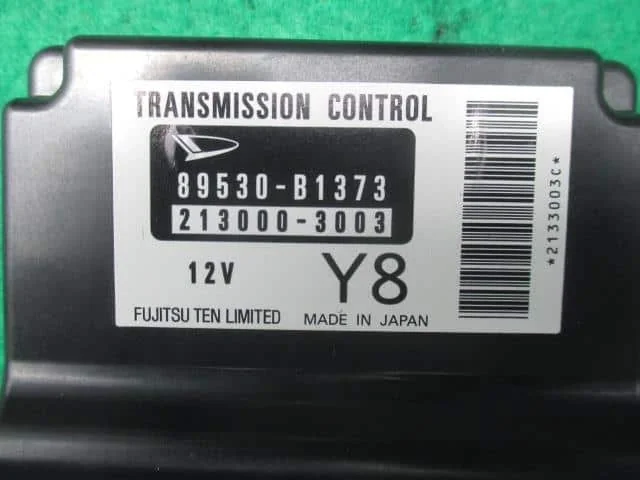 TRANSMISSION CONTROL
89530-B1373
213000-3003
12V Y8
FUJITSU TEN LIMITED MADE IN JAPAN
*2133003C*